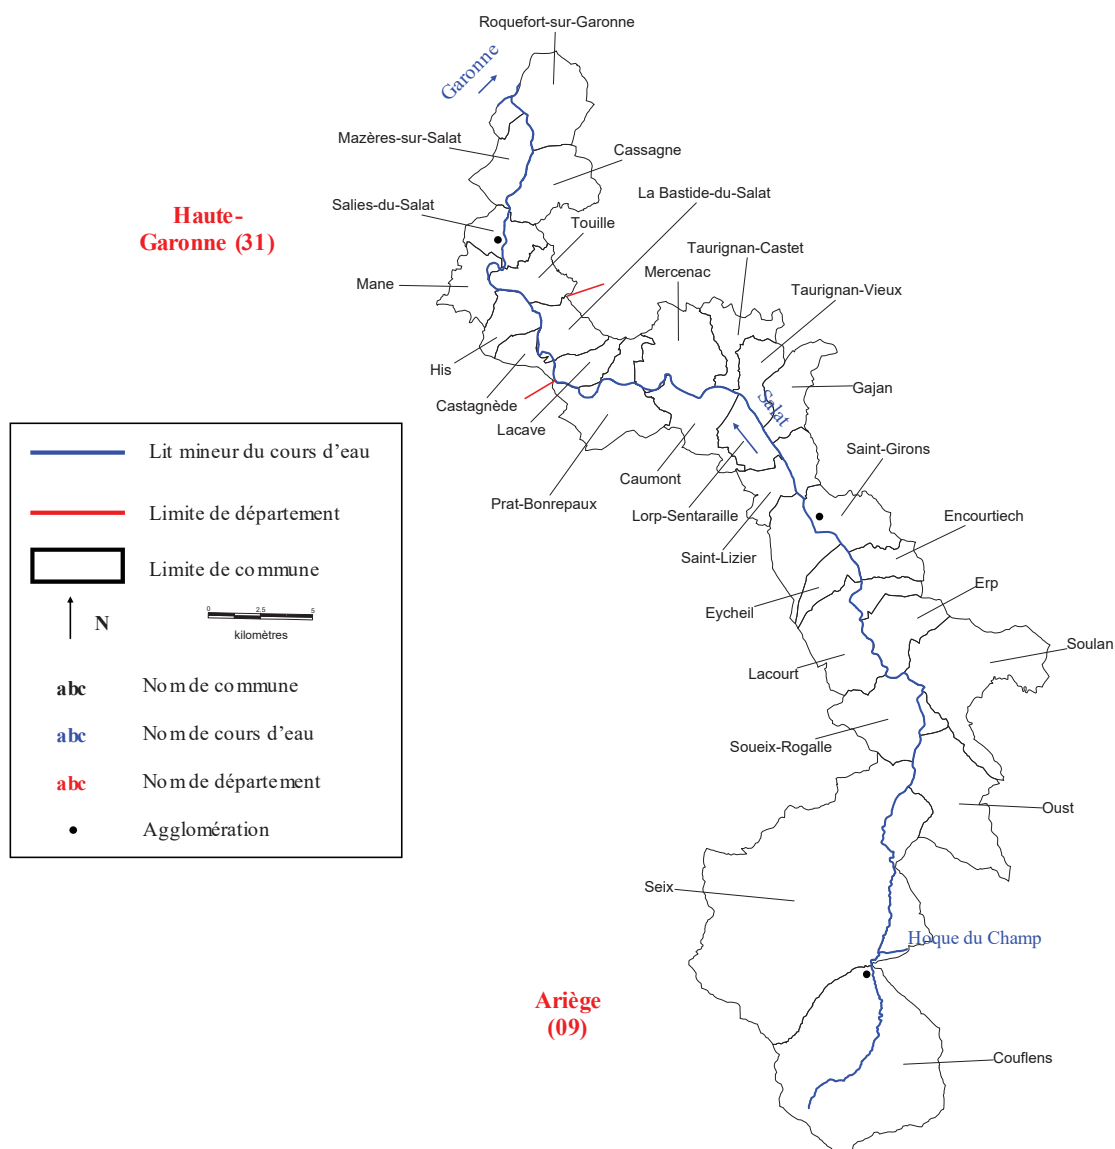 Roquefort-sur-Garonne
Garonne
Mazères-sur-Salat
Cassagne
La Bastide-du-Salat
Salies-du-Salat
Haute-
Garonne (31)
Touille
Taurignan-Castet
Mercenac
Mane
Taurignan-Vieux
His
Gajan
Castagnède
Salat
Lacave
Saint-Girons
Caumont
Prat-Bonrepaux
Lorp-Sentaraille
Encourtiech
Saint-Lizier
Erp
Eycheil
Soulan
Lacourt
Soueix-Rogalle
Oust
Seix
Hoque du Champ
Ariège
(09)
Couflens
Lit mineur du cours d'eau
Limite de département
Limite de commune
N
0 2,5 5
kilomètres
abc Nom de commune
abc Nom de cours d'eau
abc Nom de département
Agglomération